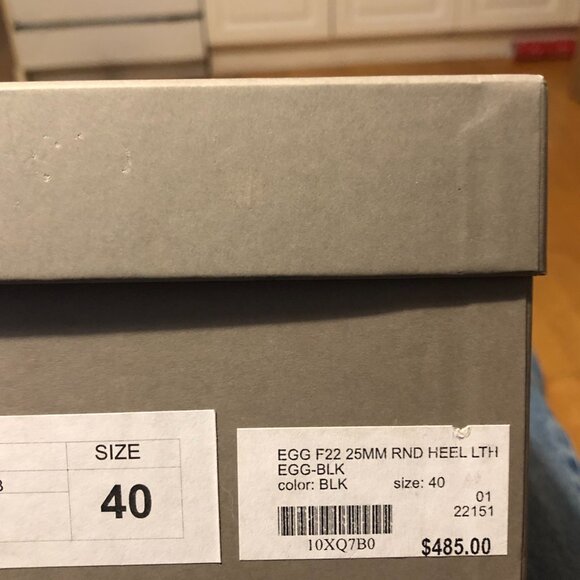 SIZE
40
EGG F22 25MM RND HEEL LTH
EGG-BLK
color: BLK size: 40
01
22151
10XQ7B0
$485.00